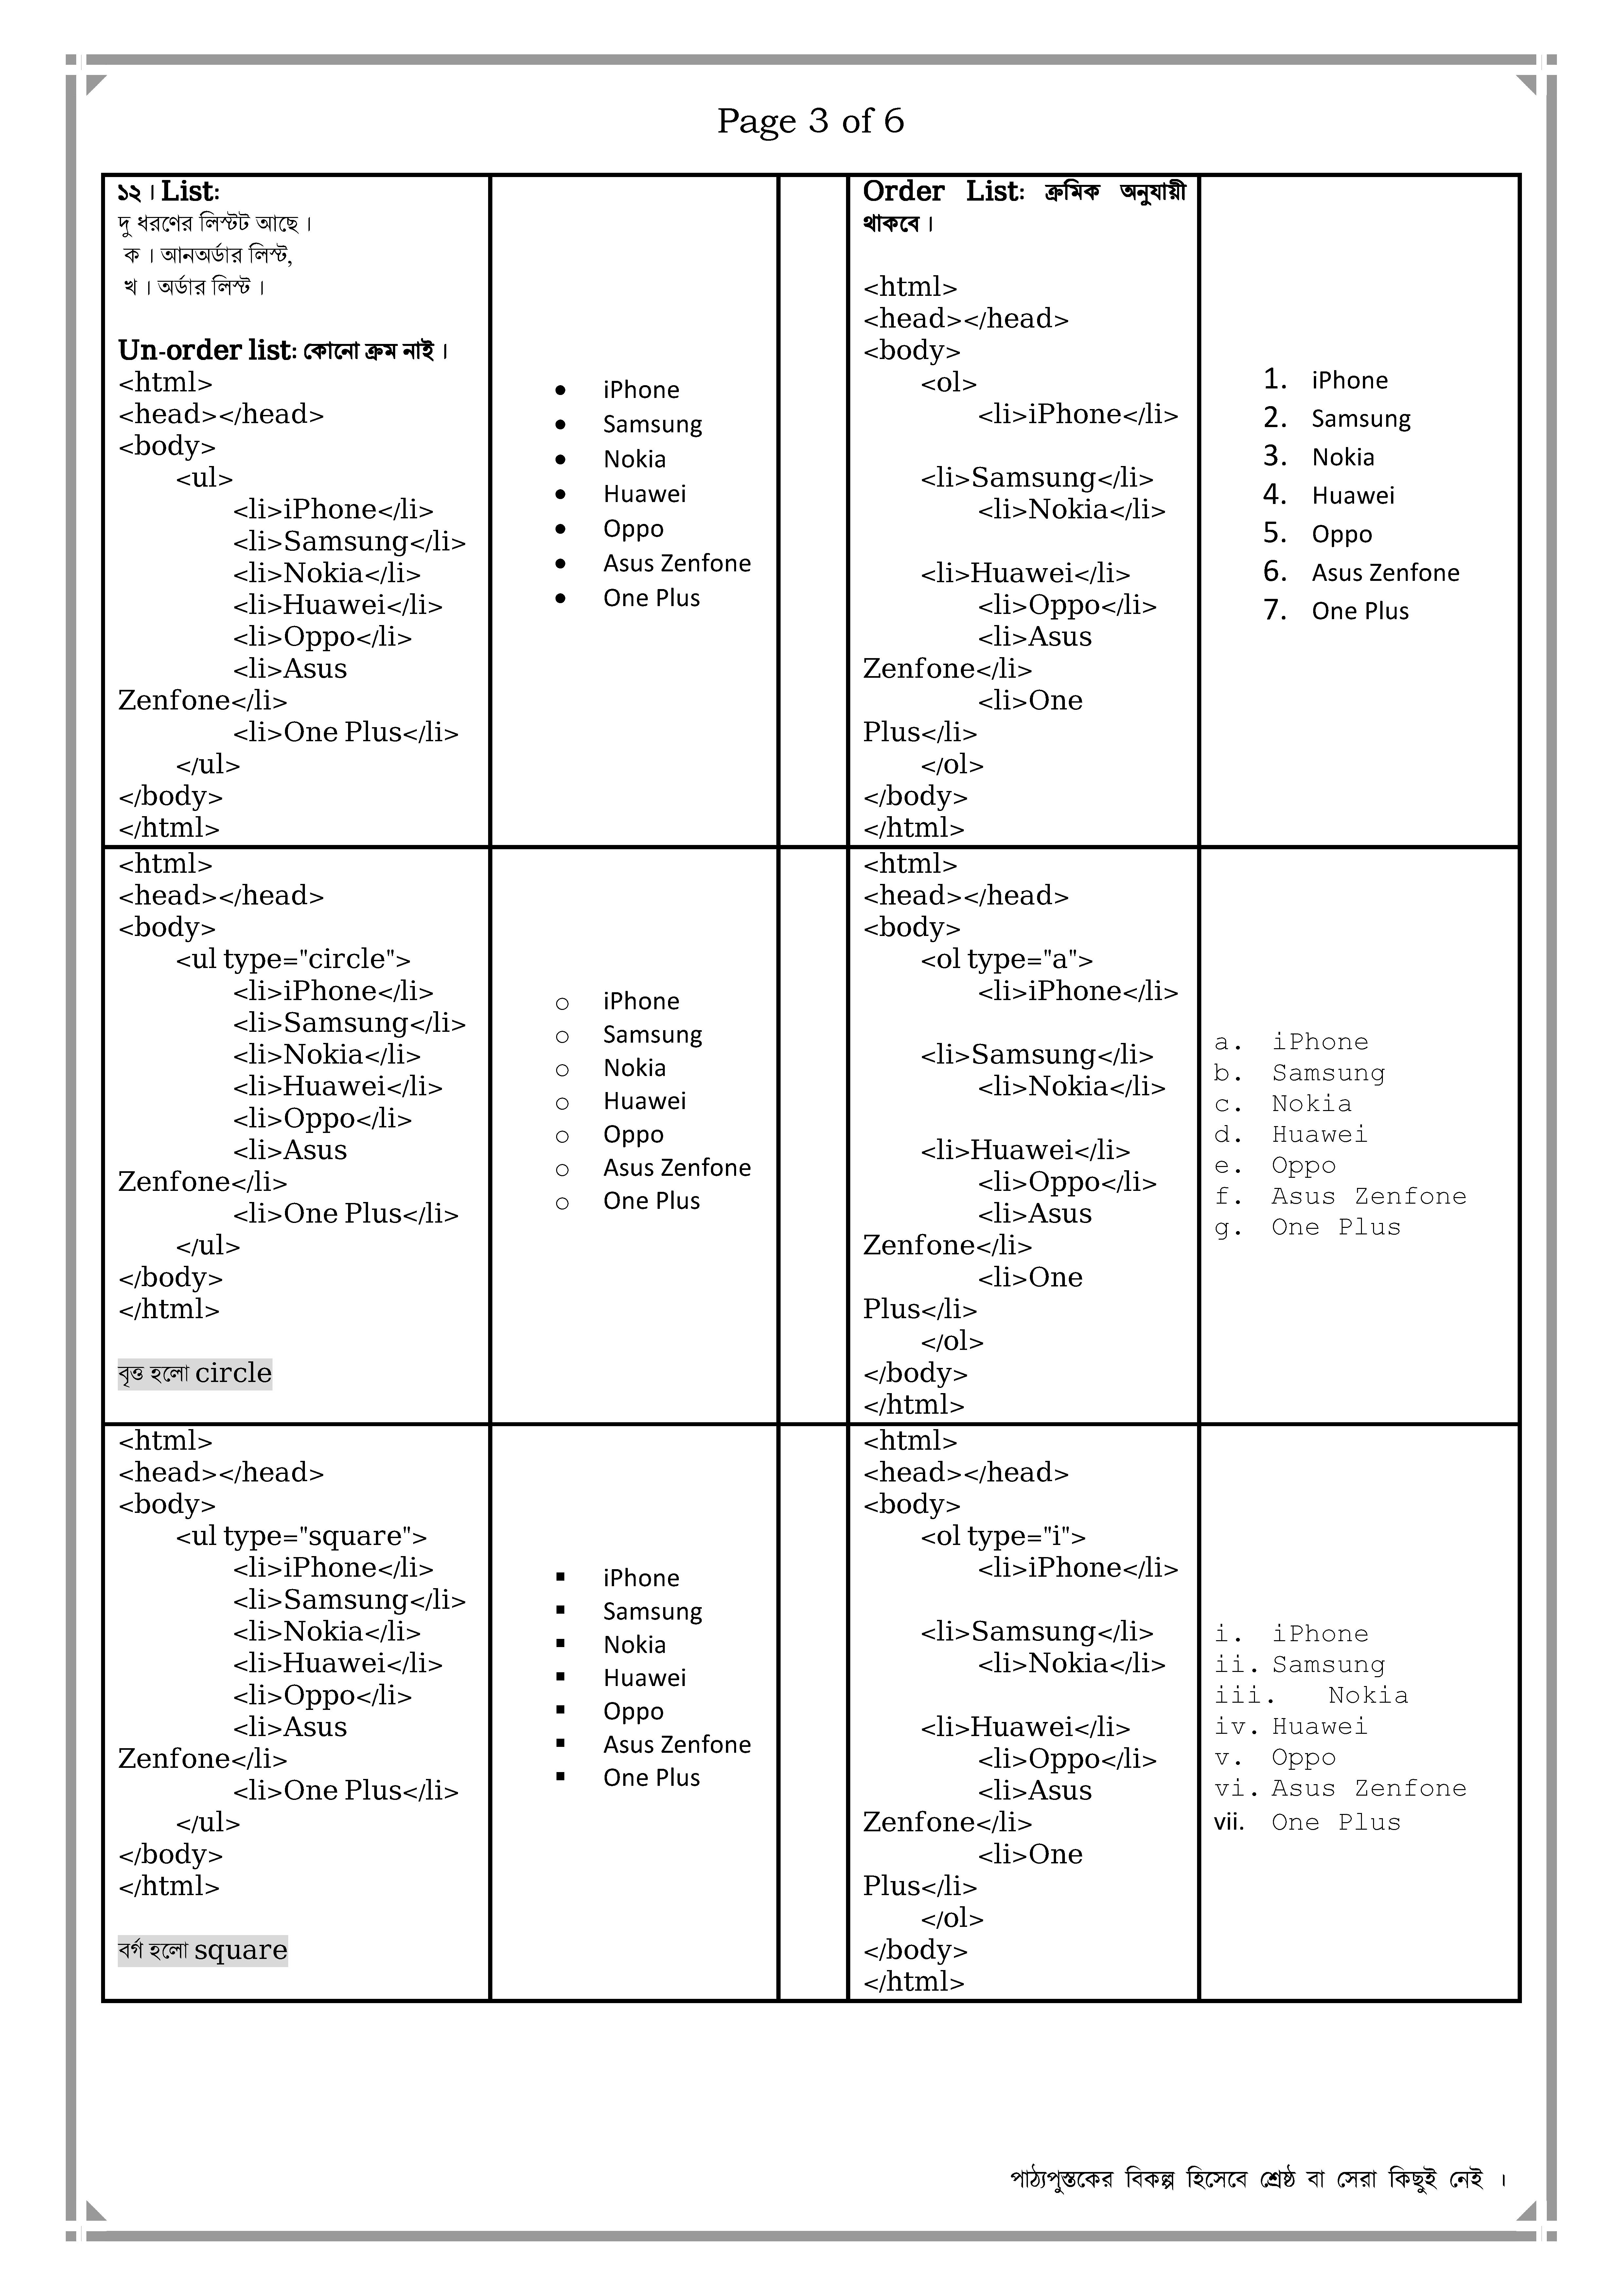 Page 3 of 6
১২। List:
দু ধরণের লিস্টট আছে।
ক। আনঅর্ডার লিস্ট,
খ। অর্ডার লিস্ট।
Un-order list: কোনো ক্রম নাই।
<html>
<head></head>
<body>
<ul>
<li>iPhone</li>
<li>Samsung</li>
<li>Nokia</li>
<li>Huawei</li>
<li>Oppo</li>
<li>Asus
Zenfone</li>
<li>One Plus</li>
</ul>
</body>
</html>
• iPhone
• Samsung
• Nokia
• Huawei
• Oppo
• Asus Zenfone
• One Plus
Order List: ক্রমিক অনুযায়ী
থাকবে।
<html>
<head></head>
<body>
<ol>
<li>iPhone</li>
<li>Samsung</li>
<li>Nokia</li>
<li>Huawei</li>
<li>Oppo</li>
<li>Asus
Zenfone</li>
<li>One
Plus</li>
</ol>
</body>
</html>
1. iPhone
2. Samsung
3. Nokia
4. Huawei
5. Oppo
6. Asus Zenfone
7. One Plus
<html>
<head></head>
<body>
<ul type="circle">
<li>iPhone</li>
<li>Samsung</li>
<li>Nokia</li>
<li>Huawei</li>
<li>Oppo</li>
<li>Asus
Zenfone</li>
<li>One Plus</li>
</ul>
</body>
</html>
বৃত্ত হলো circle
○ iPhone
○ Samsung
○ Nokia
○ Huawei
○ Oppo
○ Asus Zenfone
○ One Plus
<html>
<head></head>
<body>
<ol type="a">
<li>iPhone</li>
<li>Samsung</li>
<li>Nokia</li>
<li>Huawei</li>
<li>Oppo</li>
<li>Asus
Zenfone</li>
<li>One
Plus</li>
</ol>
</body>
</html>
a. iPhone
b. Samsung
c. Nokia
d. Huawei
e. Oppo
f. Asus Zenfone
g. One Plus
<html>
<head></head>
<body>
<ul type="square">
<li>iPhone</li>
<li>Samsung</li>
<li>Nokia</li>
<li>Huawei</li>
<li>Oppo</li>
<li>Asus
Zenfone</li>
<li>One Plus</li>
</ul>
</body>
</html>
বর্গ হলো square
▪ iPhone
▪ Samsung
▪ Nokia
▪ Huawei
▪ Oppo
▪ Asus Zenfone
▪ One Plus
<html>
<head></head>
<body>
<ol type="i">
<li>iPhone</li>
<li>Samsung</li>
<li>Nokia</li>
<li>Huawei</li>
<li>Oppo</li>
<li>Asus
Zenfone</li>
<li>One
Plus</li>
</ol>
</body>
</html>
i. iPhone
ii. Samsung
iii. Nokia
iv. Huawei
v. Oppo
vi. Asus Zenfone
vii. One Plus
পাঠ্যপুস্তকের বিকল্প হিসেবে শ্রেষ্ঠ বা সেরা কিছুই নেই ।